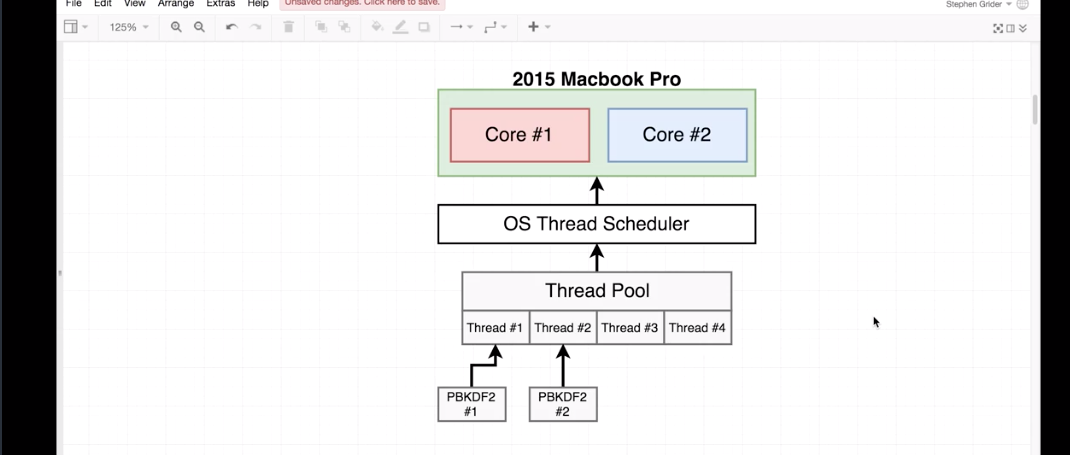 File Edit View Arrange Extras Help Unsaved changes. Click here to save. Stephen Grider
125%
2015 Macbook Pro
Core #1 Core #2
OS Thread Scheduler
Thread Pool
Thread #1 Thread #2 Thread #3 Thread #4
PBKDF2 PBKDF2
#1 #2